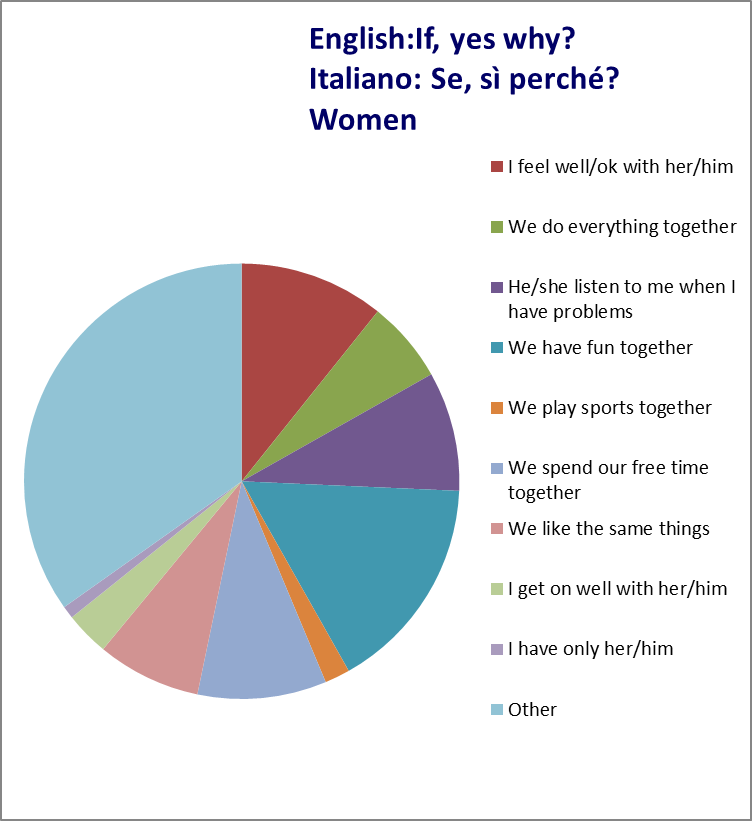 English:If, yes why?
Italiano: Se, sì perché?
Women
I feel well/ok with her/him
We do everything together
He/she listen to me when I
have problems
We have fun together
We play sports together
We spend our free time
together
We like the same things
I get on well with her/him
I have only her/him
Other